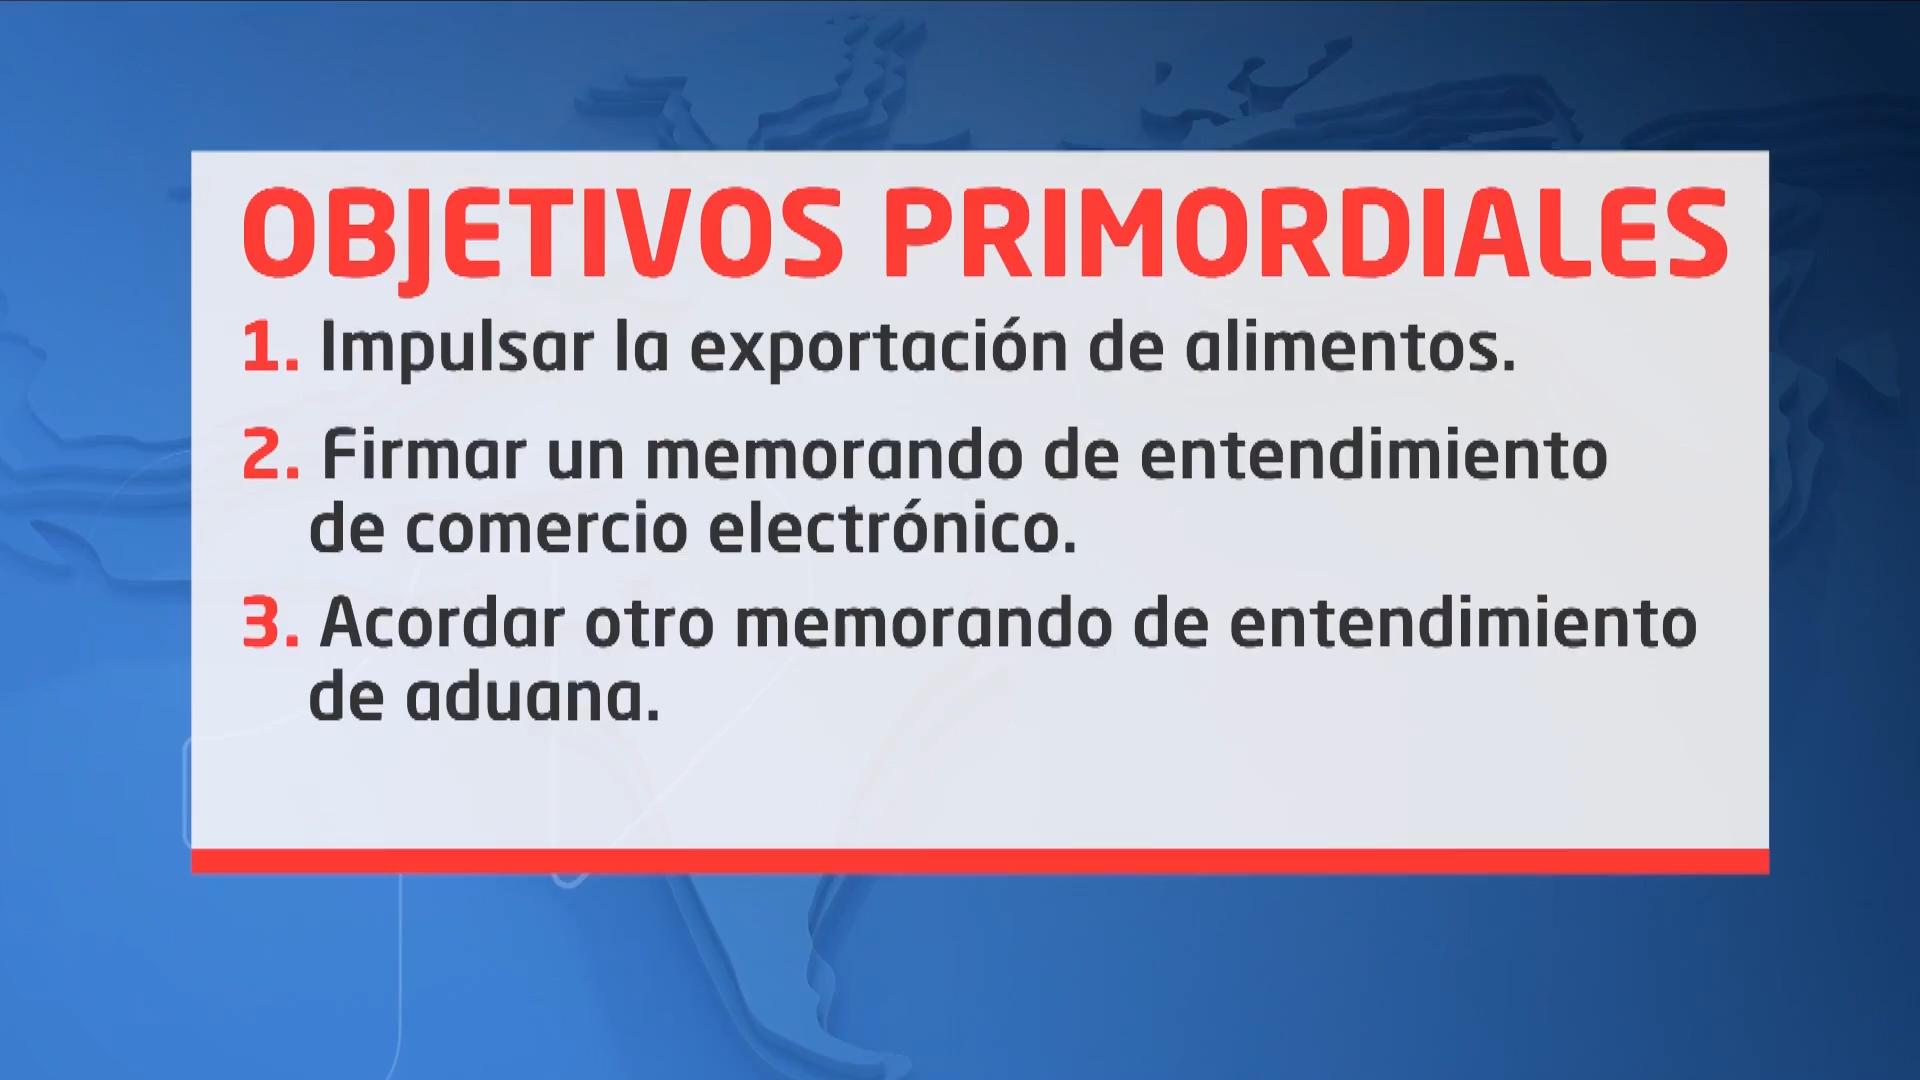 OBJETIVOS PRIMORDIALES
1. Impulsar la exportación de alimentos.
2. Firmar un memorando de entendimiento
de comercio electrónico.
3. Acordar otro memorando de entendimiento
de aduana.